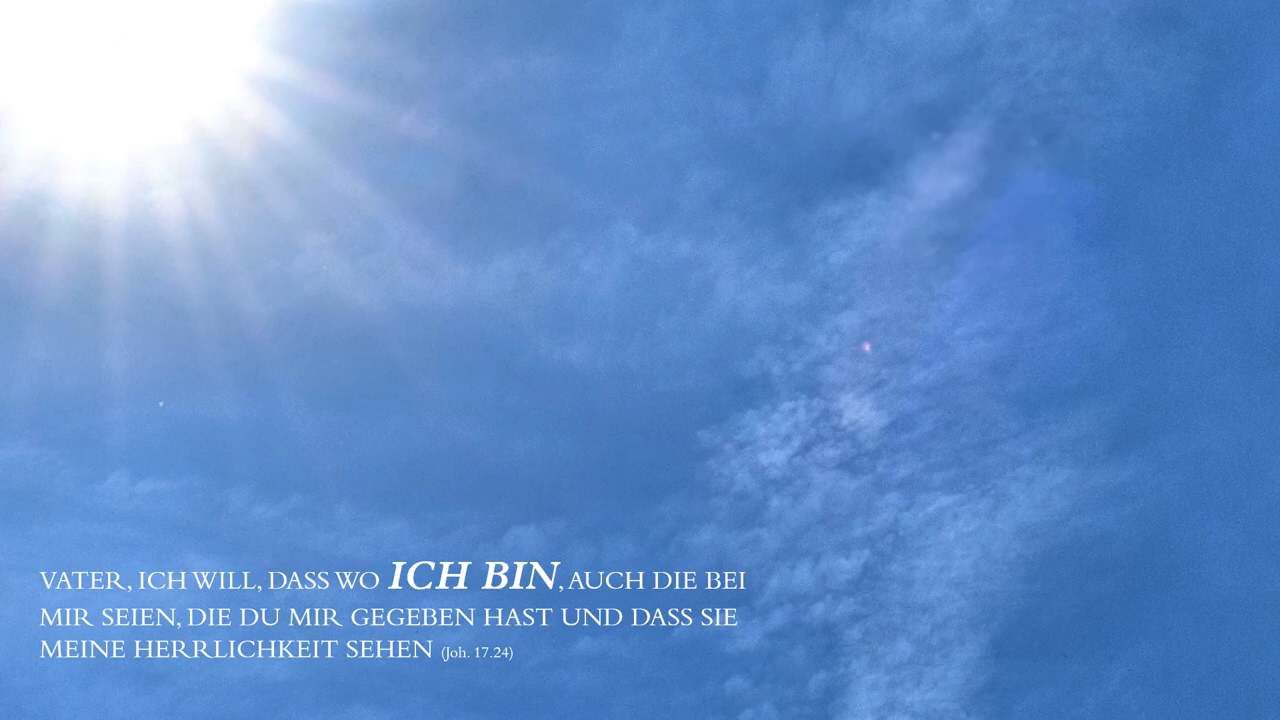 VATER, ICH WILL, DASS WO ICH BIN, AUCH DIE BEI
MIR SEIEN, DIE DU MIR GEGEBEN HAST UND DASS SIE
MEINE HERRLICHKEIT SEHEN (Joh. 17.24)